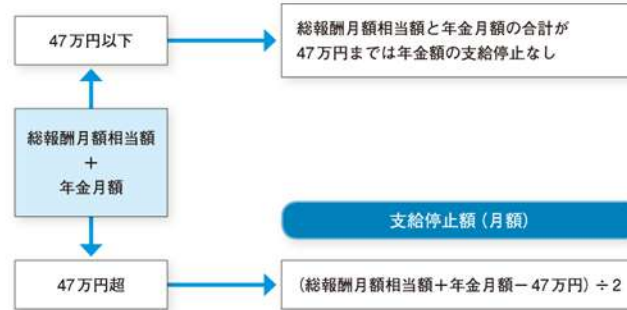 47万円以下
総報酬月額相当額と年金月額の合計が
47万円までは年金額の支給停止なし
総報酬月額相当額
+
年金月額
支給停止額(月額)
47万円超
(総報酬月額相当額+年金月額-47万円)÷2